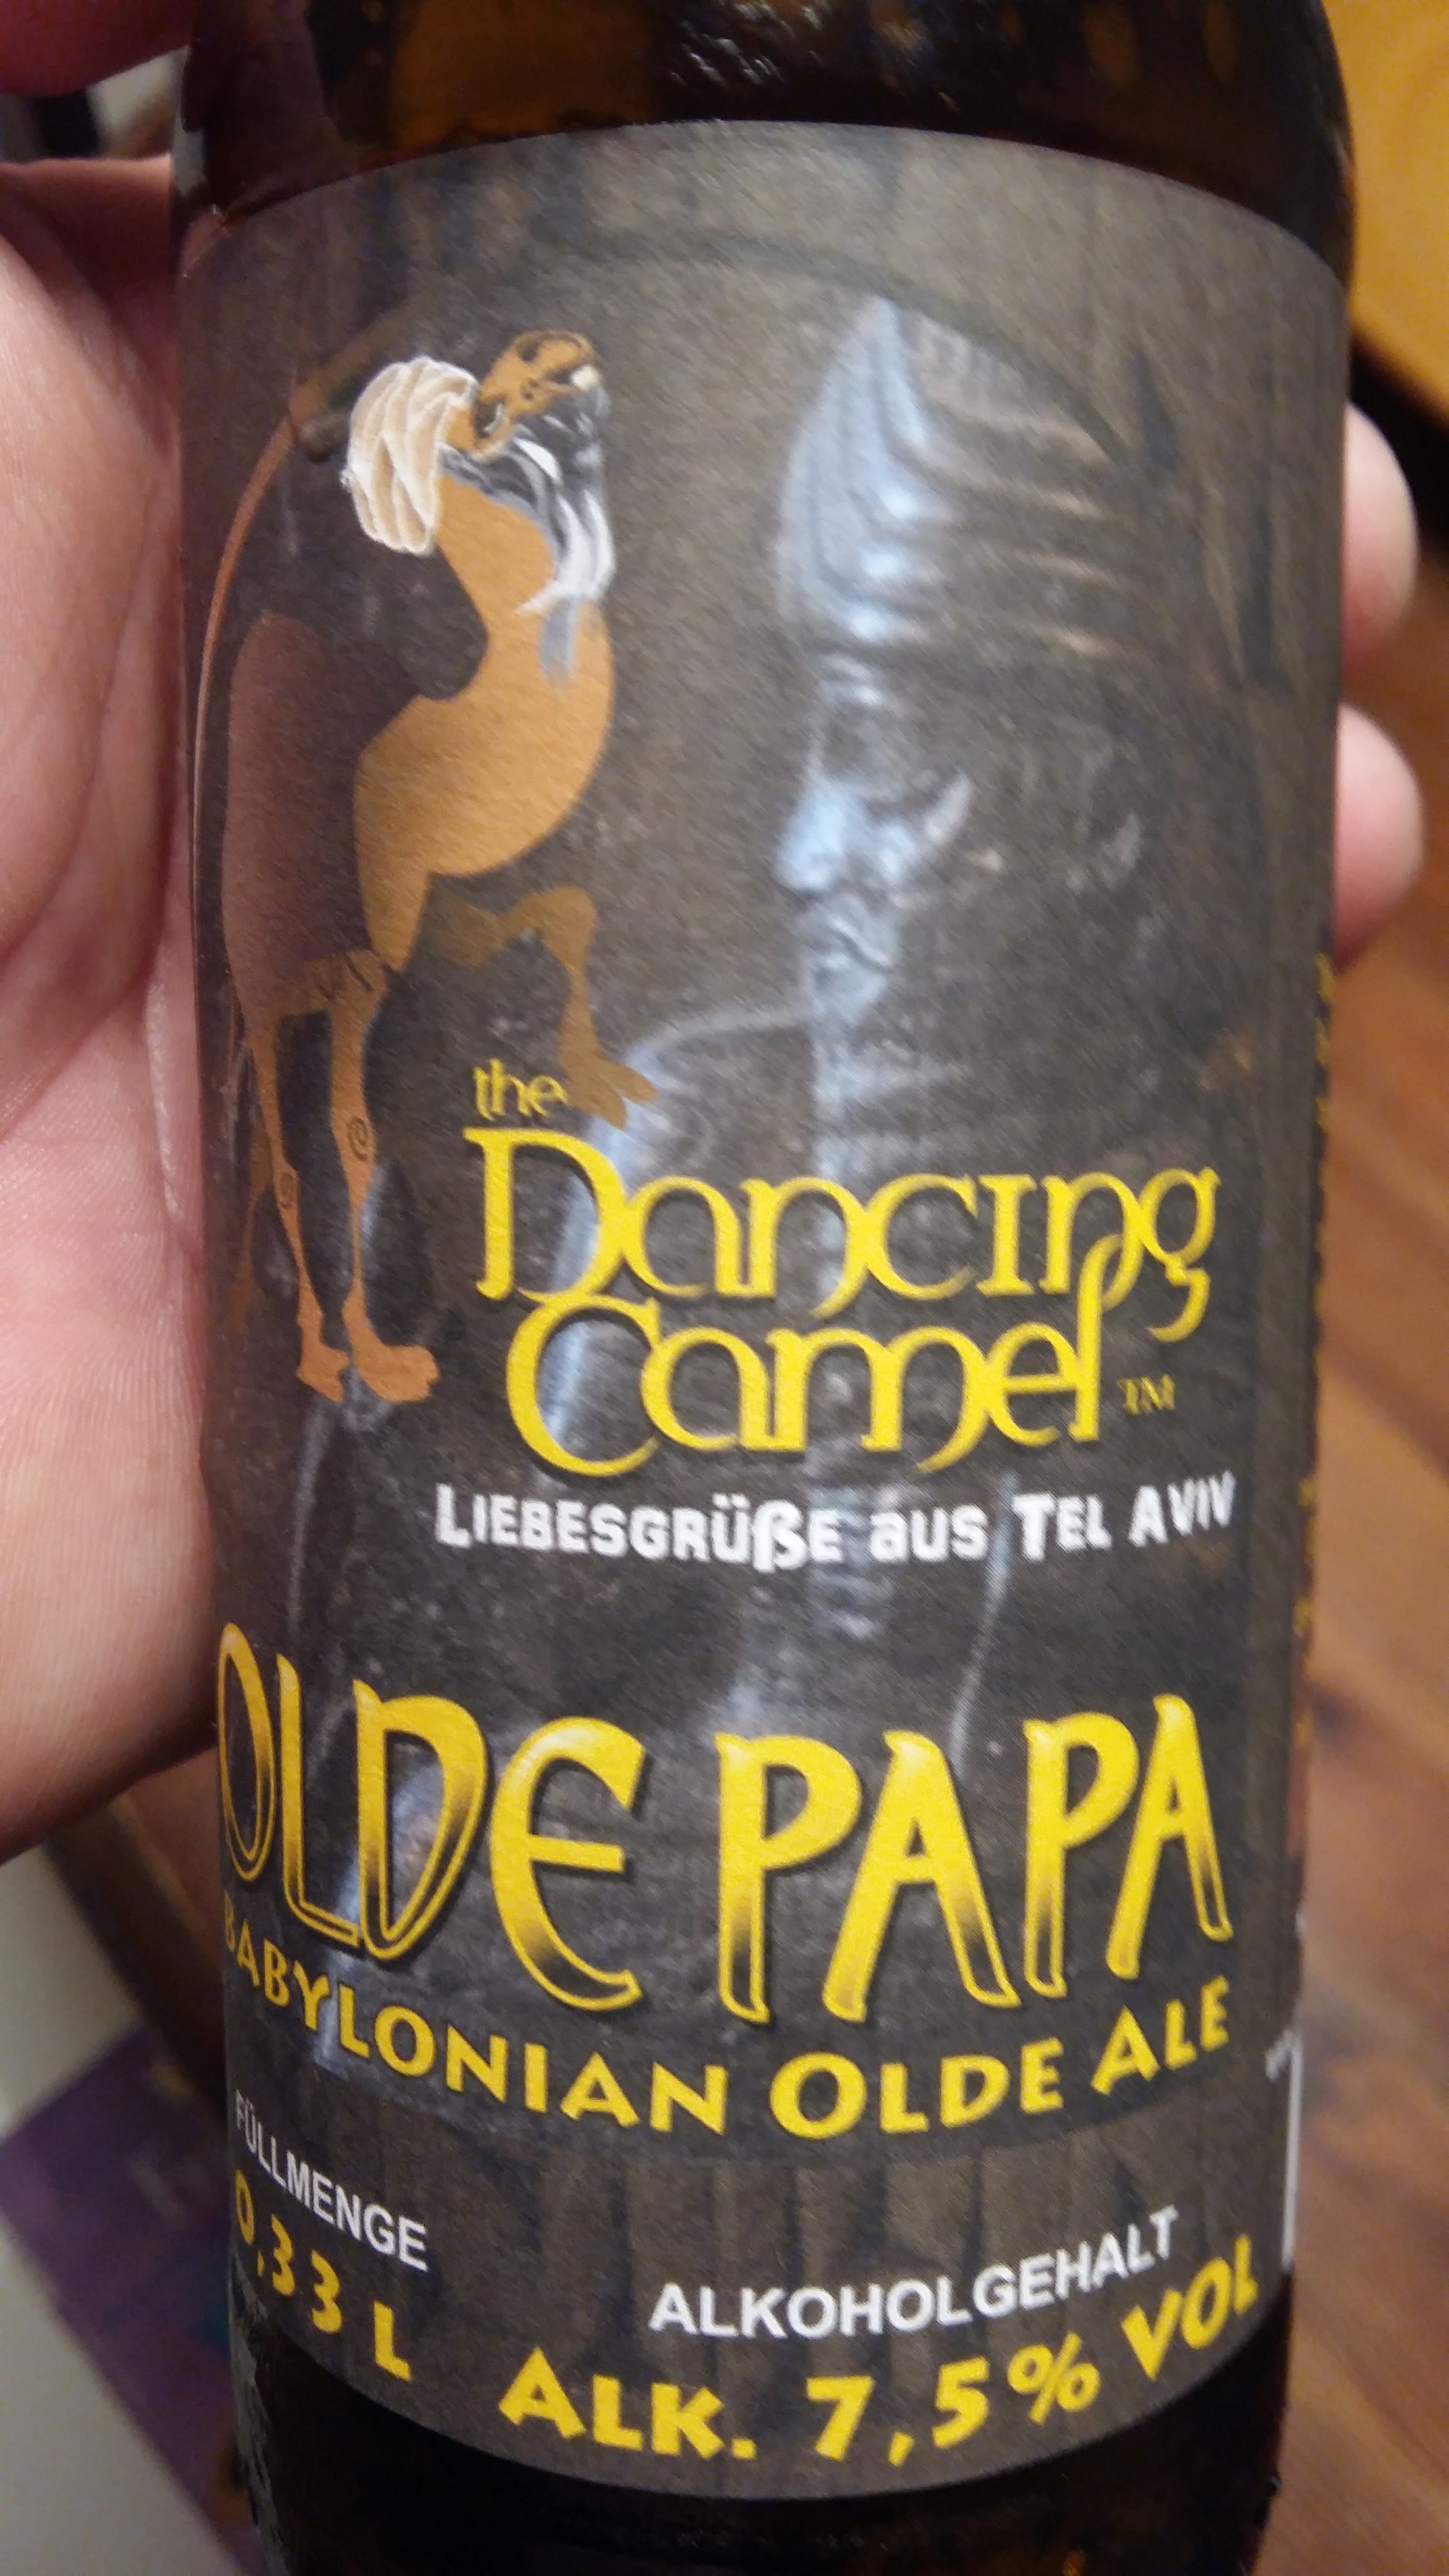 the
Dancing
Camel TM
LIEBESGRÜßE aus TEL AVIV
OLDE PAPA
BABYLONIAN OLDE ALE
FÜLLMENGE
0,33 L
ALKOHOLGEHALT
ALK. 7,5% VOL